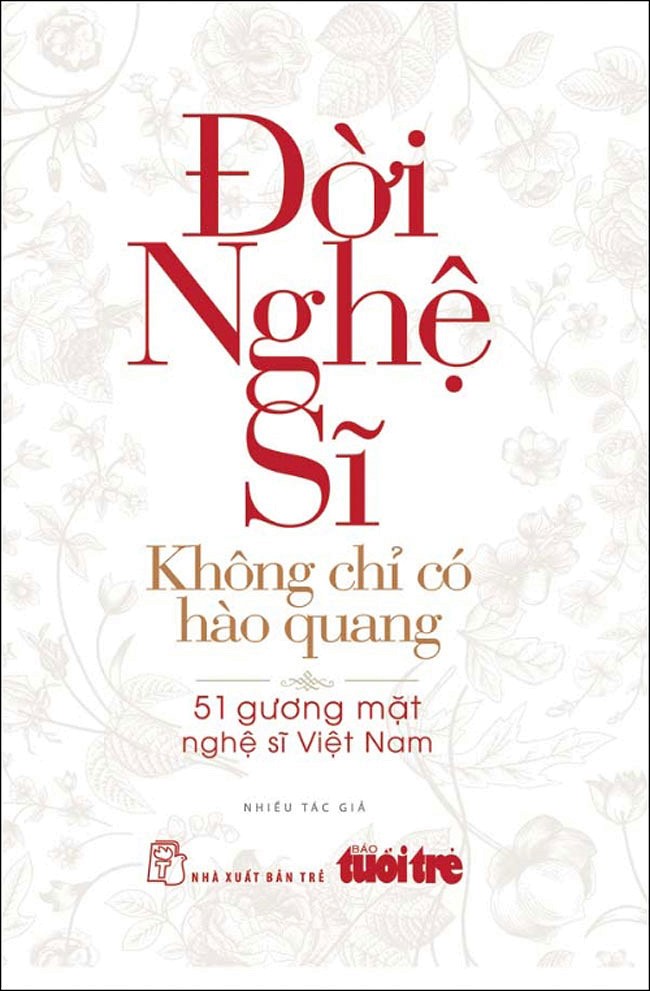 Đời
Nghệ
Sĩ
Không chỉ có
hào quang
51 gương mặt
nghệ sĩ Việt Nam
NHIỀU TÁC GIẢ
T
NHÀ XUẤT BẢN TRẺ
BÁO
tuổi trẻ